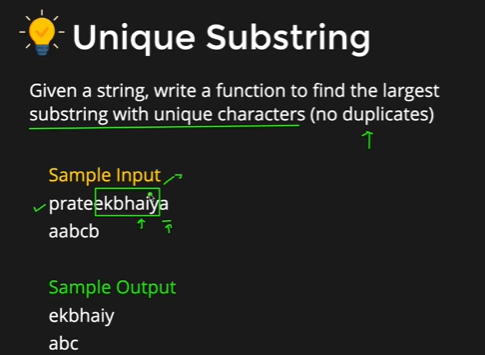 Unique Substring
Given a string, write a function to find the largest
substring with unique characters (no duplicates)
Sample Input
prateekbhaiya
aabcb
Sample Output
ekbhaiy
abc